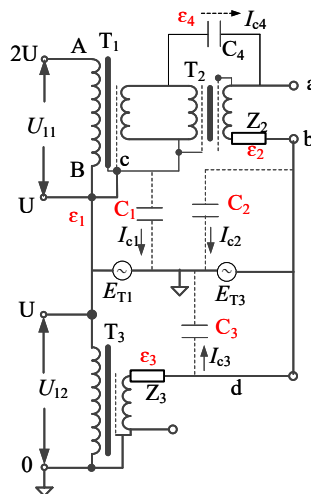 ε4 Ic4
2U A T1 C4
T2 a
U11
Z2
B b
c ε2
U ε1 C1 C2
Ic1 Ic2
ET1 ET3
U T3 C3
ε3 Ic3
U12 Z3 d
0